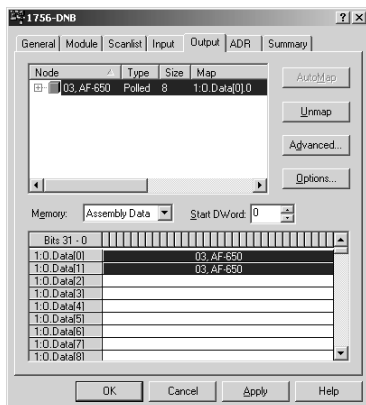 1756-DNB
General Module Scanlist Input Output ADR Summary
Node Type Size Map
03, AF-650 Polled 8 1:O.Data[0].0
AutoMap
Unmap
Advanced...
Options...
Memory: Assembly Data Start DWord: 0
Bits 31 - 0
1:O.Data[0] 03, AF-650
1:O.Data[1] 03, AF-650
1:O.Data[2]
1:O.Data[3]
1:O.Data[4]
1:O.Data[5]
1:O.Data[6]
1:O.Data[7]
1:O.Data[8]
OK Cancel Apply Help